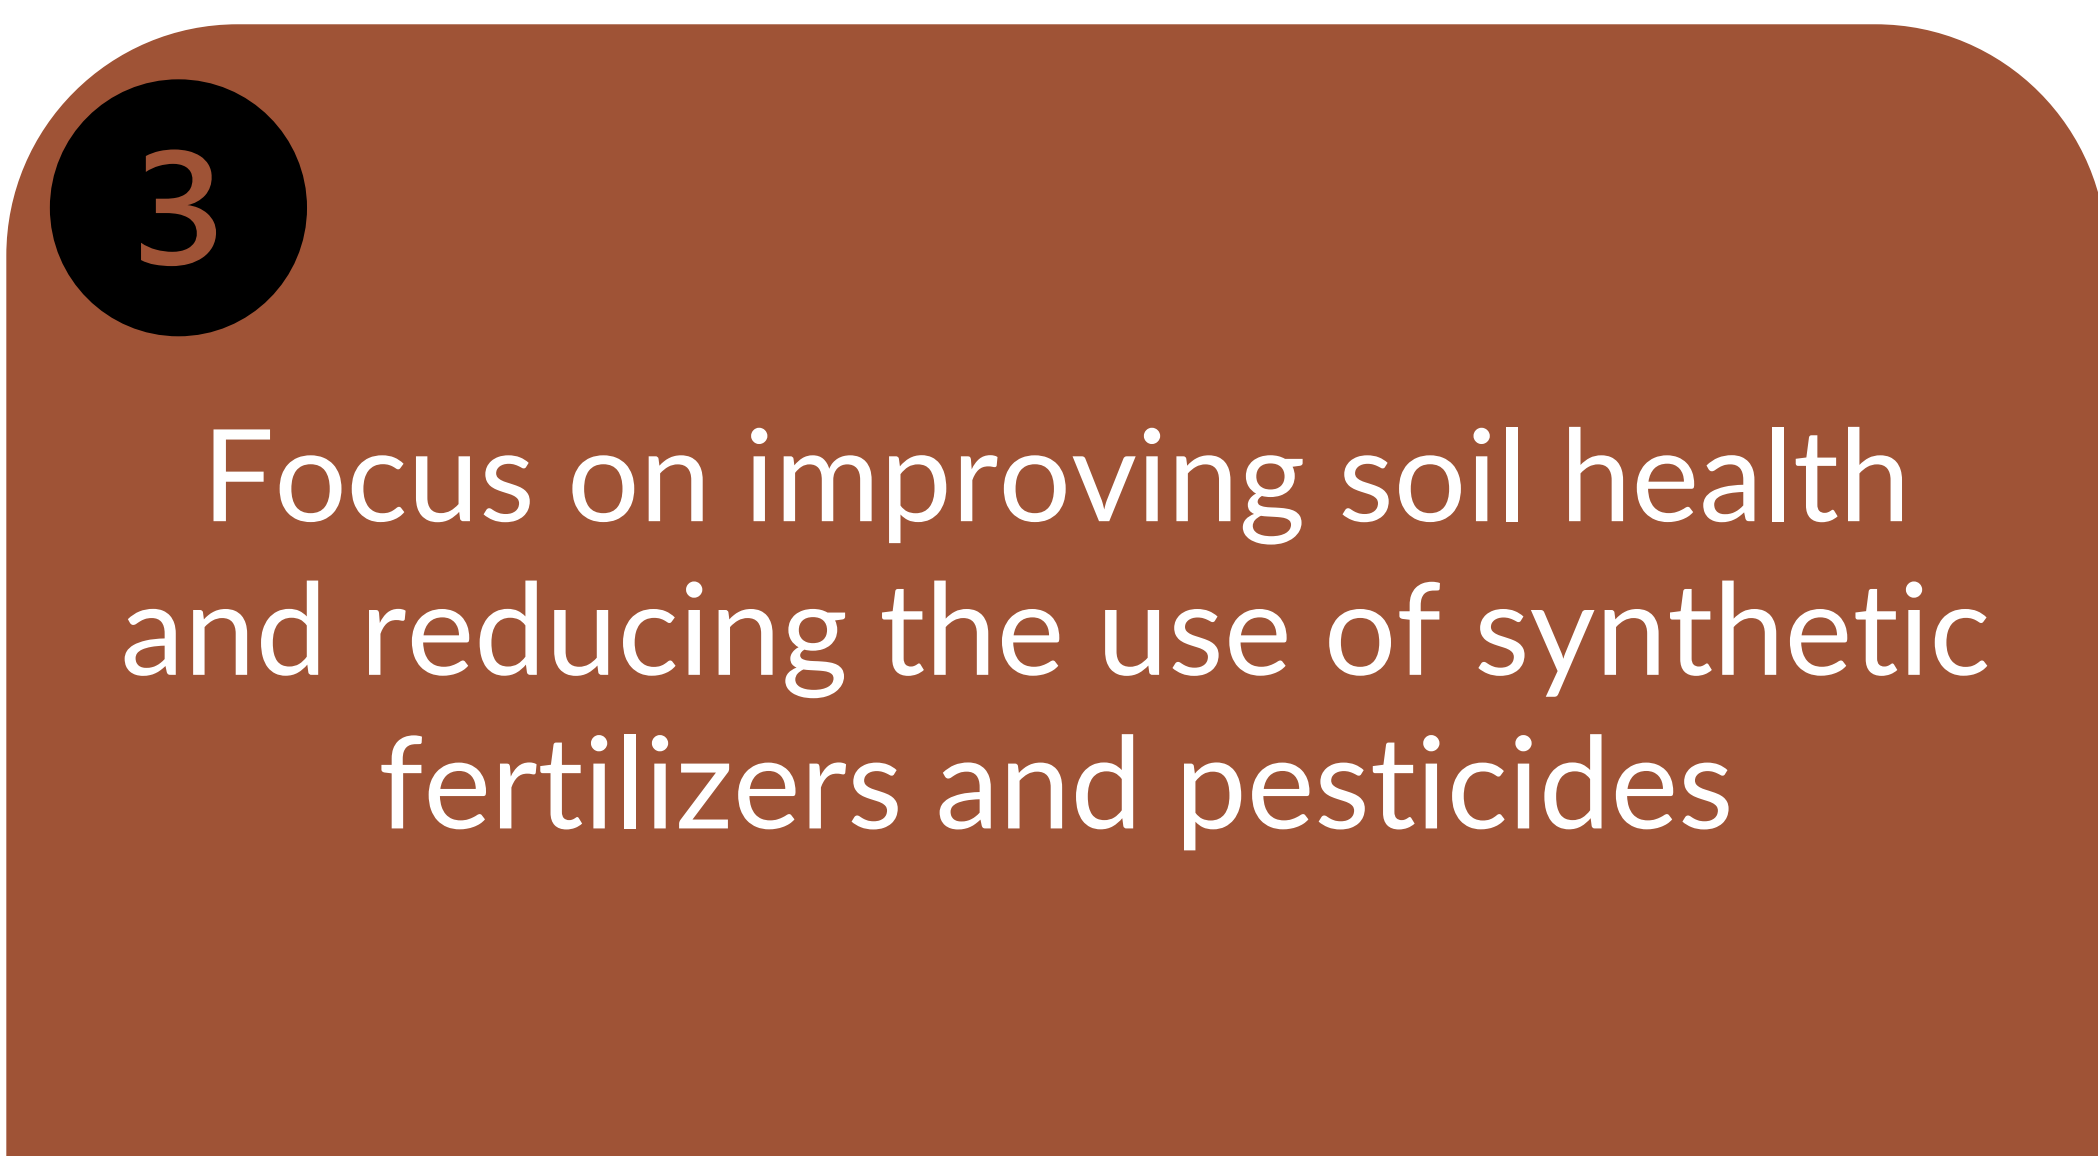 3
Focus on improving soil health
and reducing the use of synthetic
fertilizers and pesticides